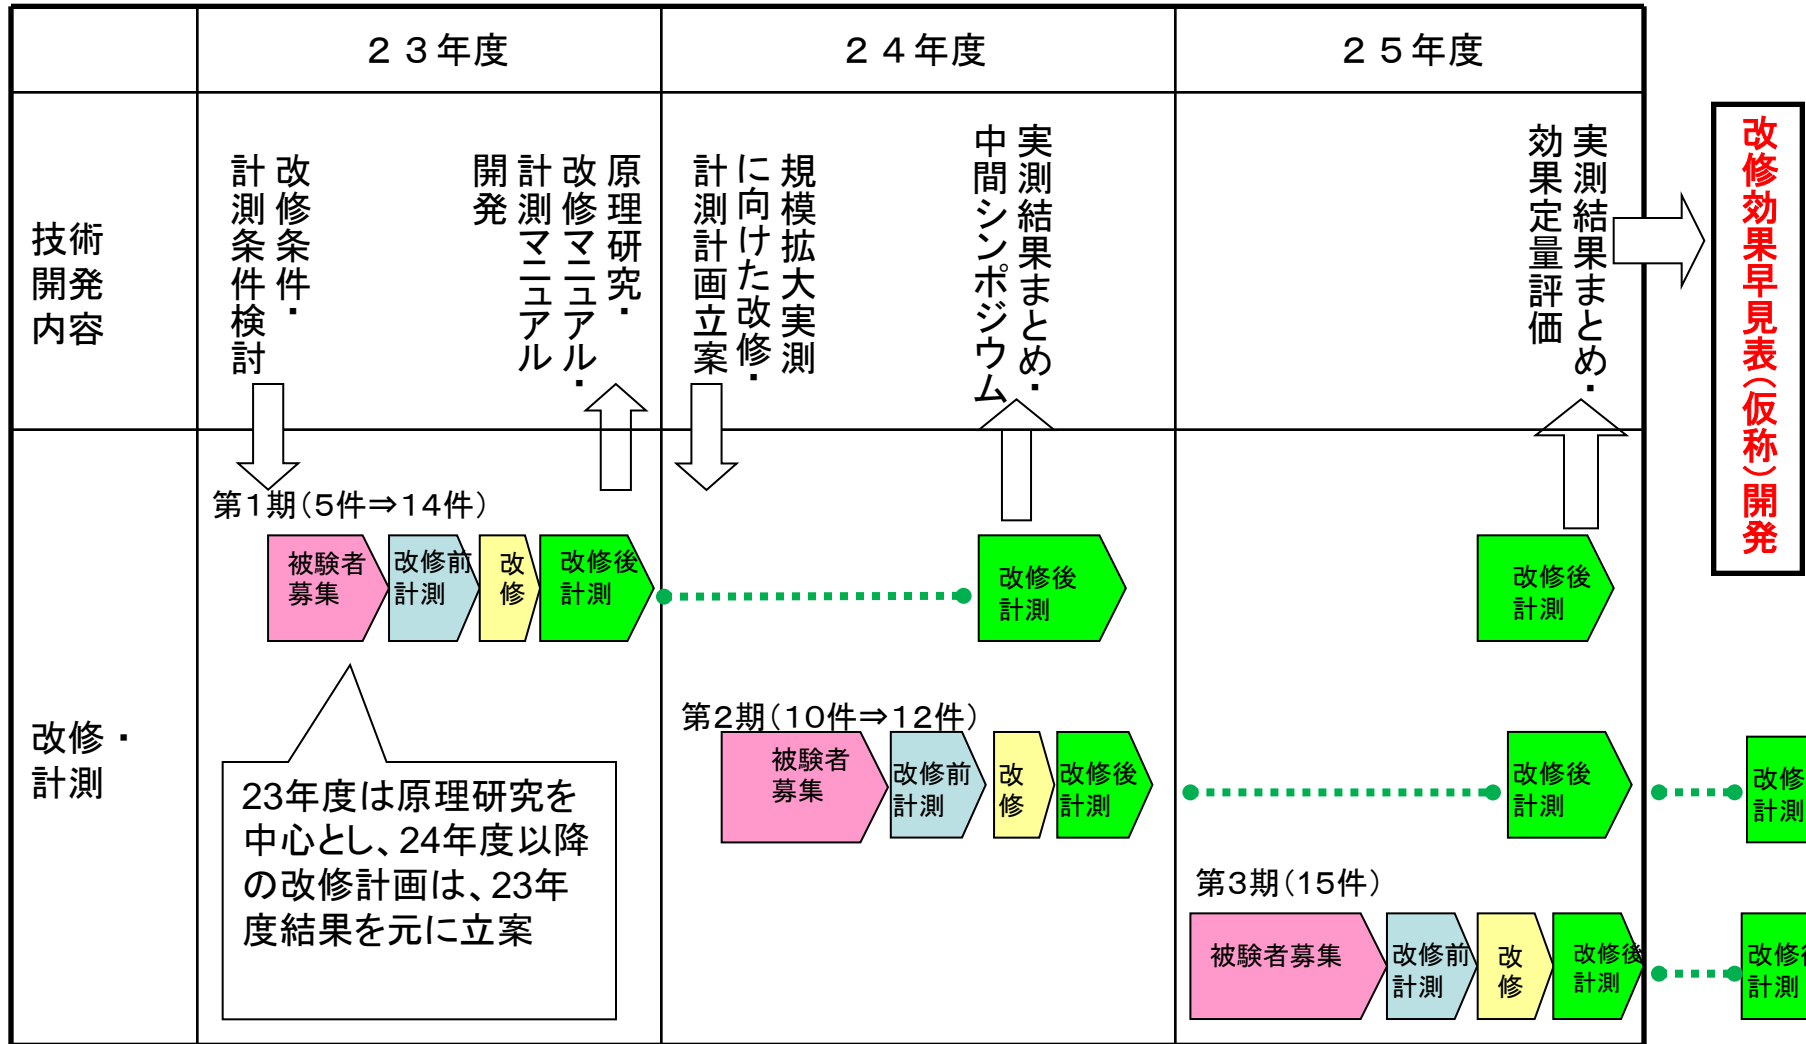 ２３年度
２４年度
２５年度
技術
開発
内容
改修条件・
計測条件検討
原理研究・
改修マニュアル・
計測マニュアル
開発
規模拡大実測
に向けた改修・
計測計画立案
実測結果まとめ・
中間シンポジウム
実測結果まとめ・
効果定量評価
改修効果早見表(仮称)開発
改修・
計測
第1期(5件⇒14件)
被験者
募集
改修前
計測
改
修
改修後
計測
改修後
計測
改修後
計測
23年度は原理研究を
中心とし、24年度以降
の改修計画は、23年
度結果を元に立案
第2期(10件⇒12件)
被験者
募集
改修前
計測
改
修
改修後
計測
改修後
計測
改修
計測
第3期(15件)
被験者募集
改修前
計測
改
修
改修後
計測
改修後
計測